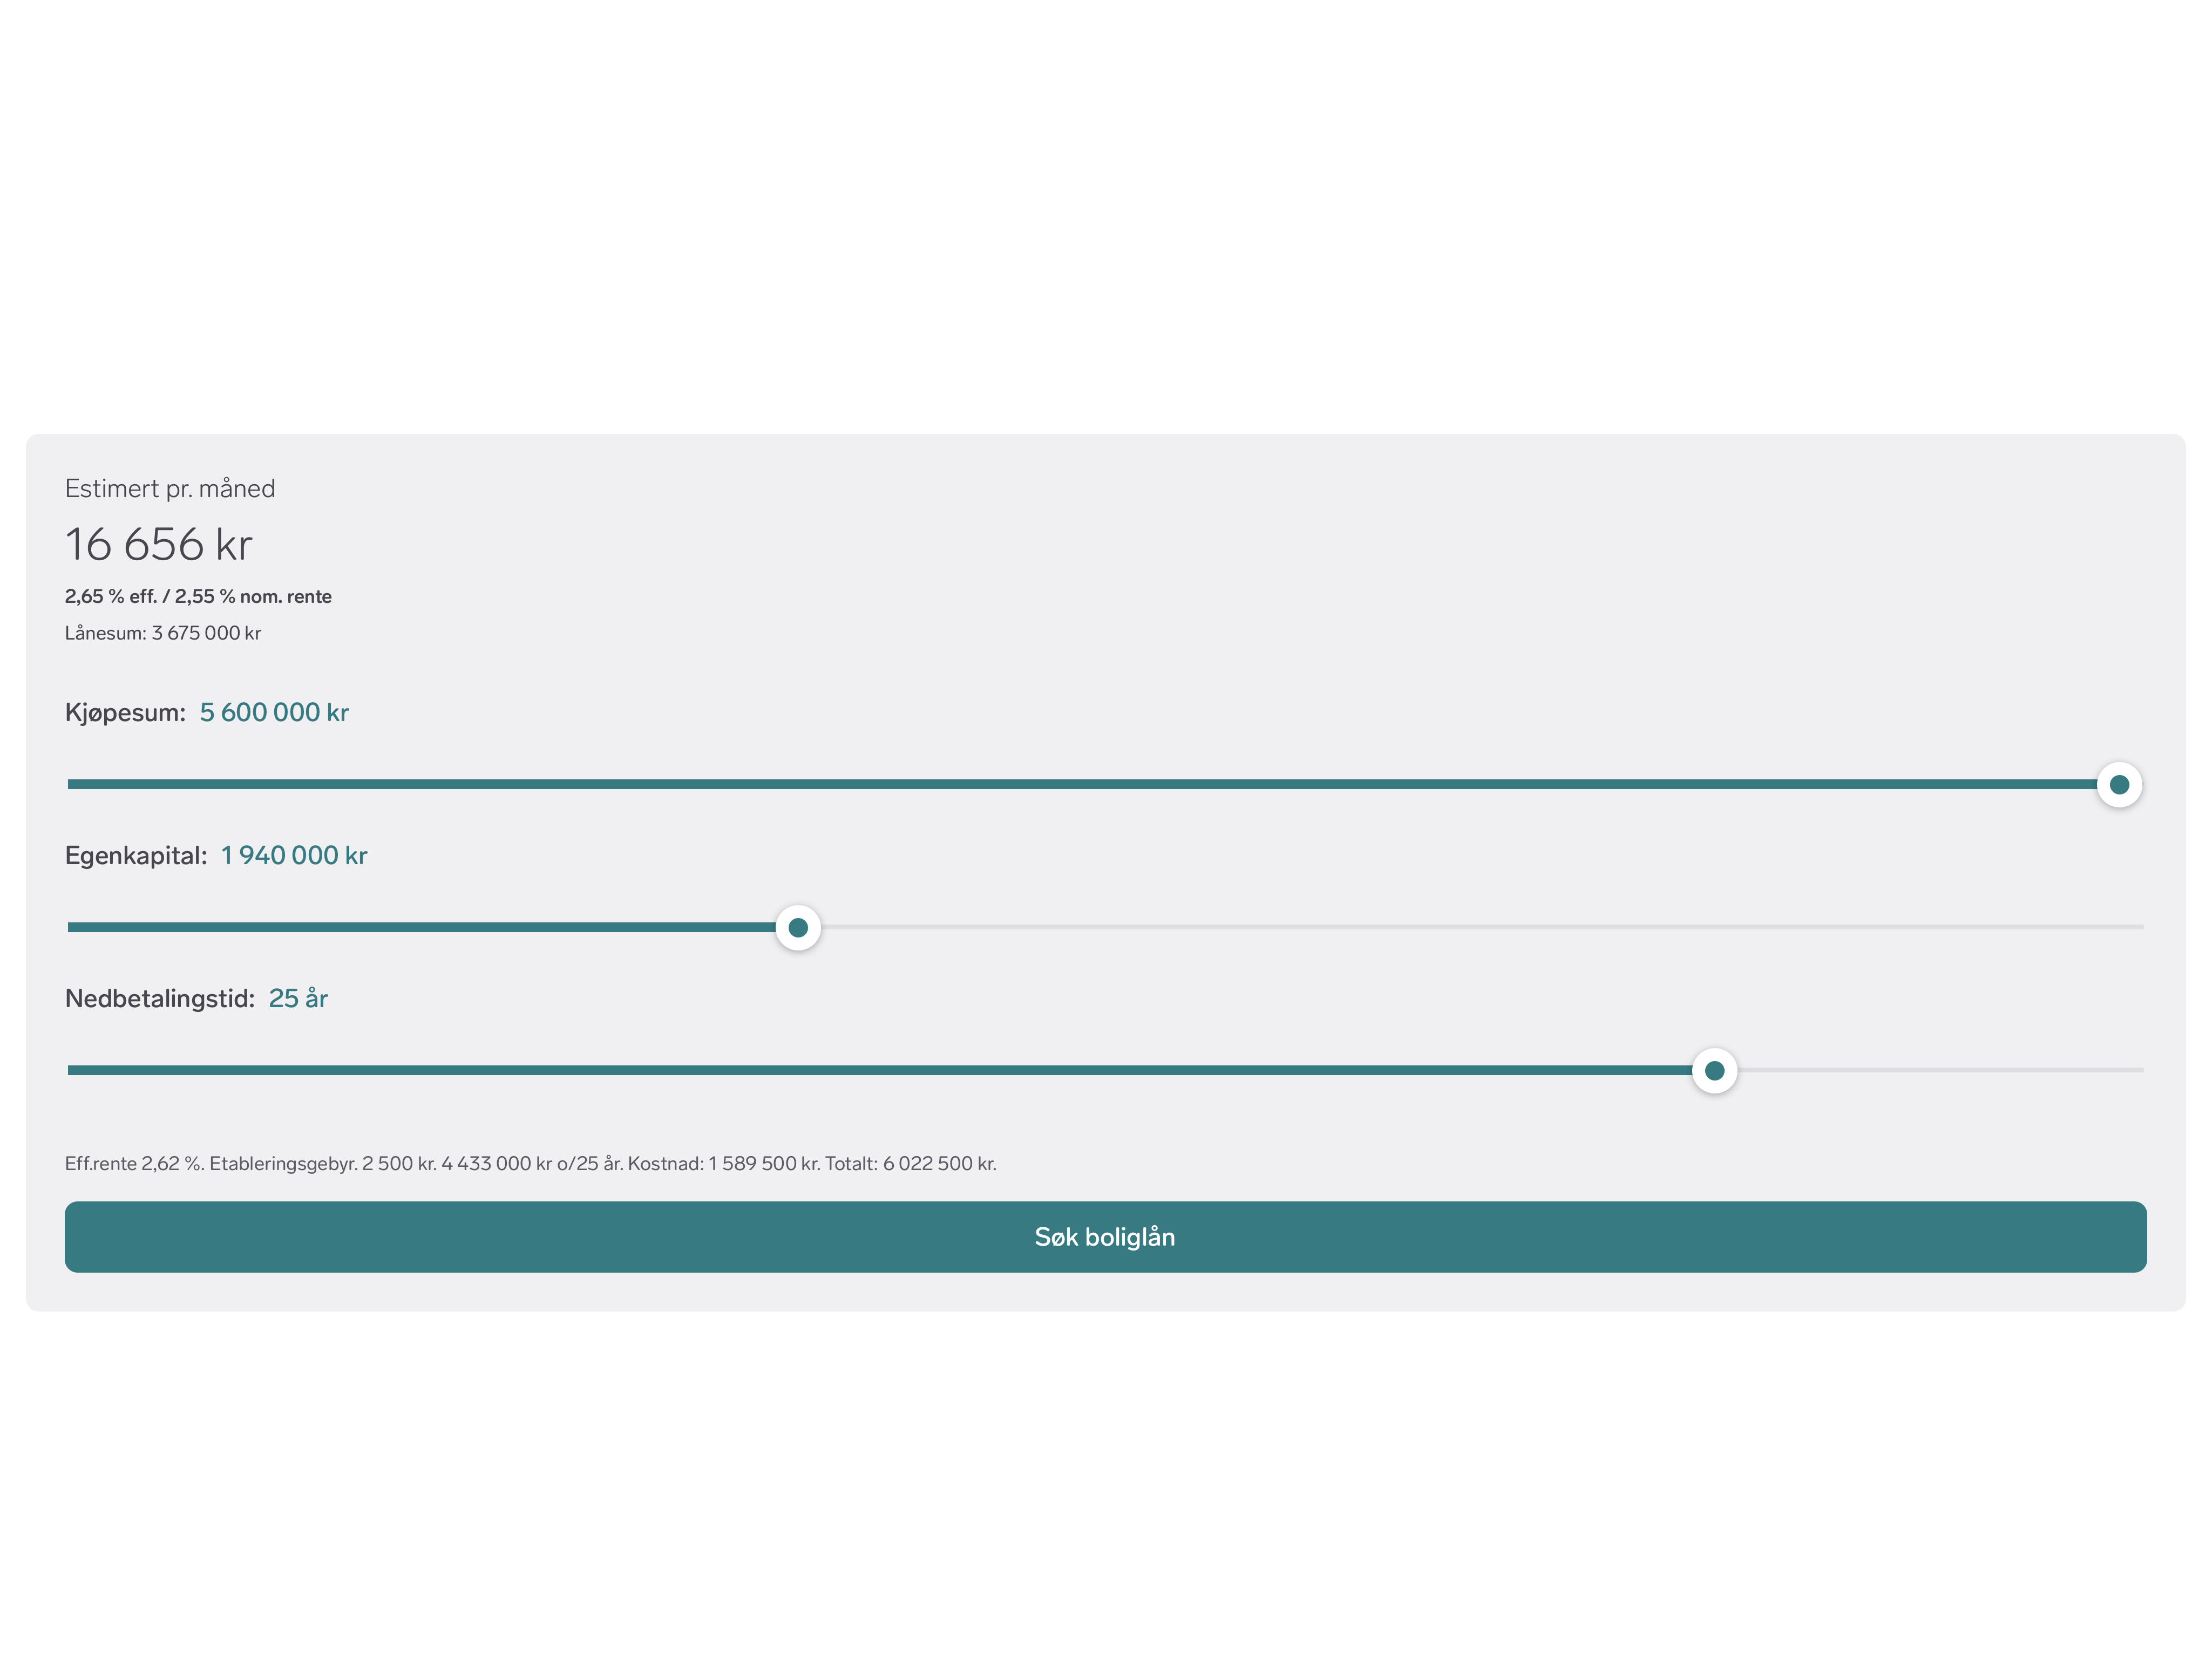 Estimert pr. måned
16 656 kr
2,65 % eff. / 2,55 % nom. rente
Lånesum: 3 675 000 kr
Kjøpesum: 5 600 000 kr
Egenkapital: 1 940 000 kr
Nedbetalingstid: 25 år
Eff.rente 2,62 %. Etableringsgebyr. 2 500 kr. 4 433 000 kr o/25 år. Kostnad: 1 589 500 kr. Totalt: 6 022 500 kr.
Søk boliglån